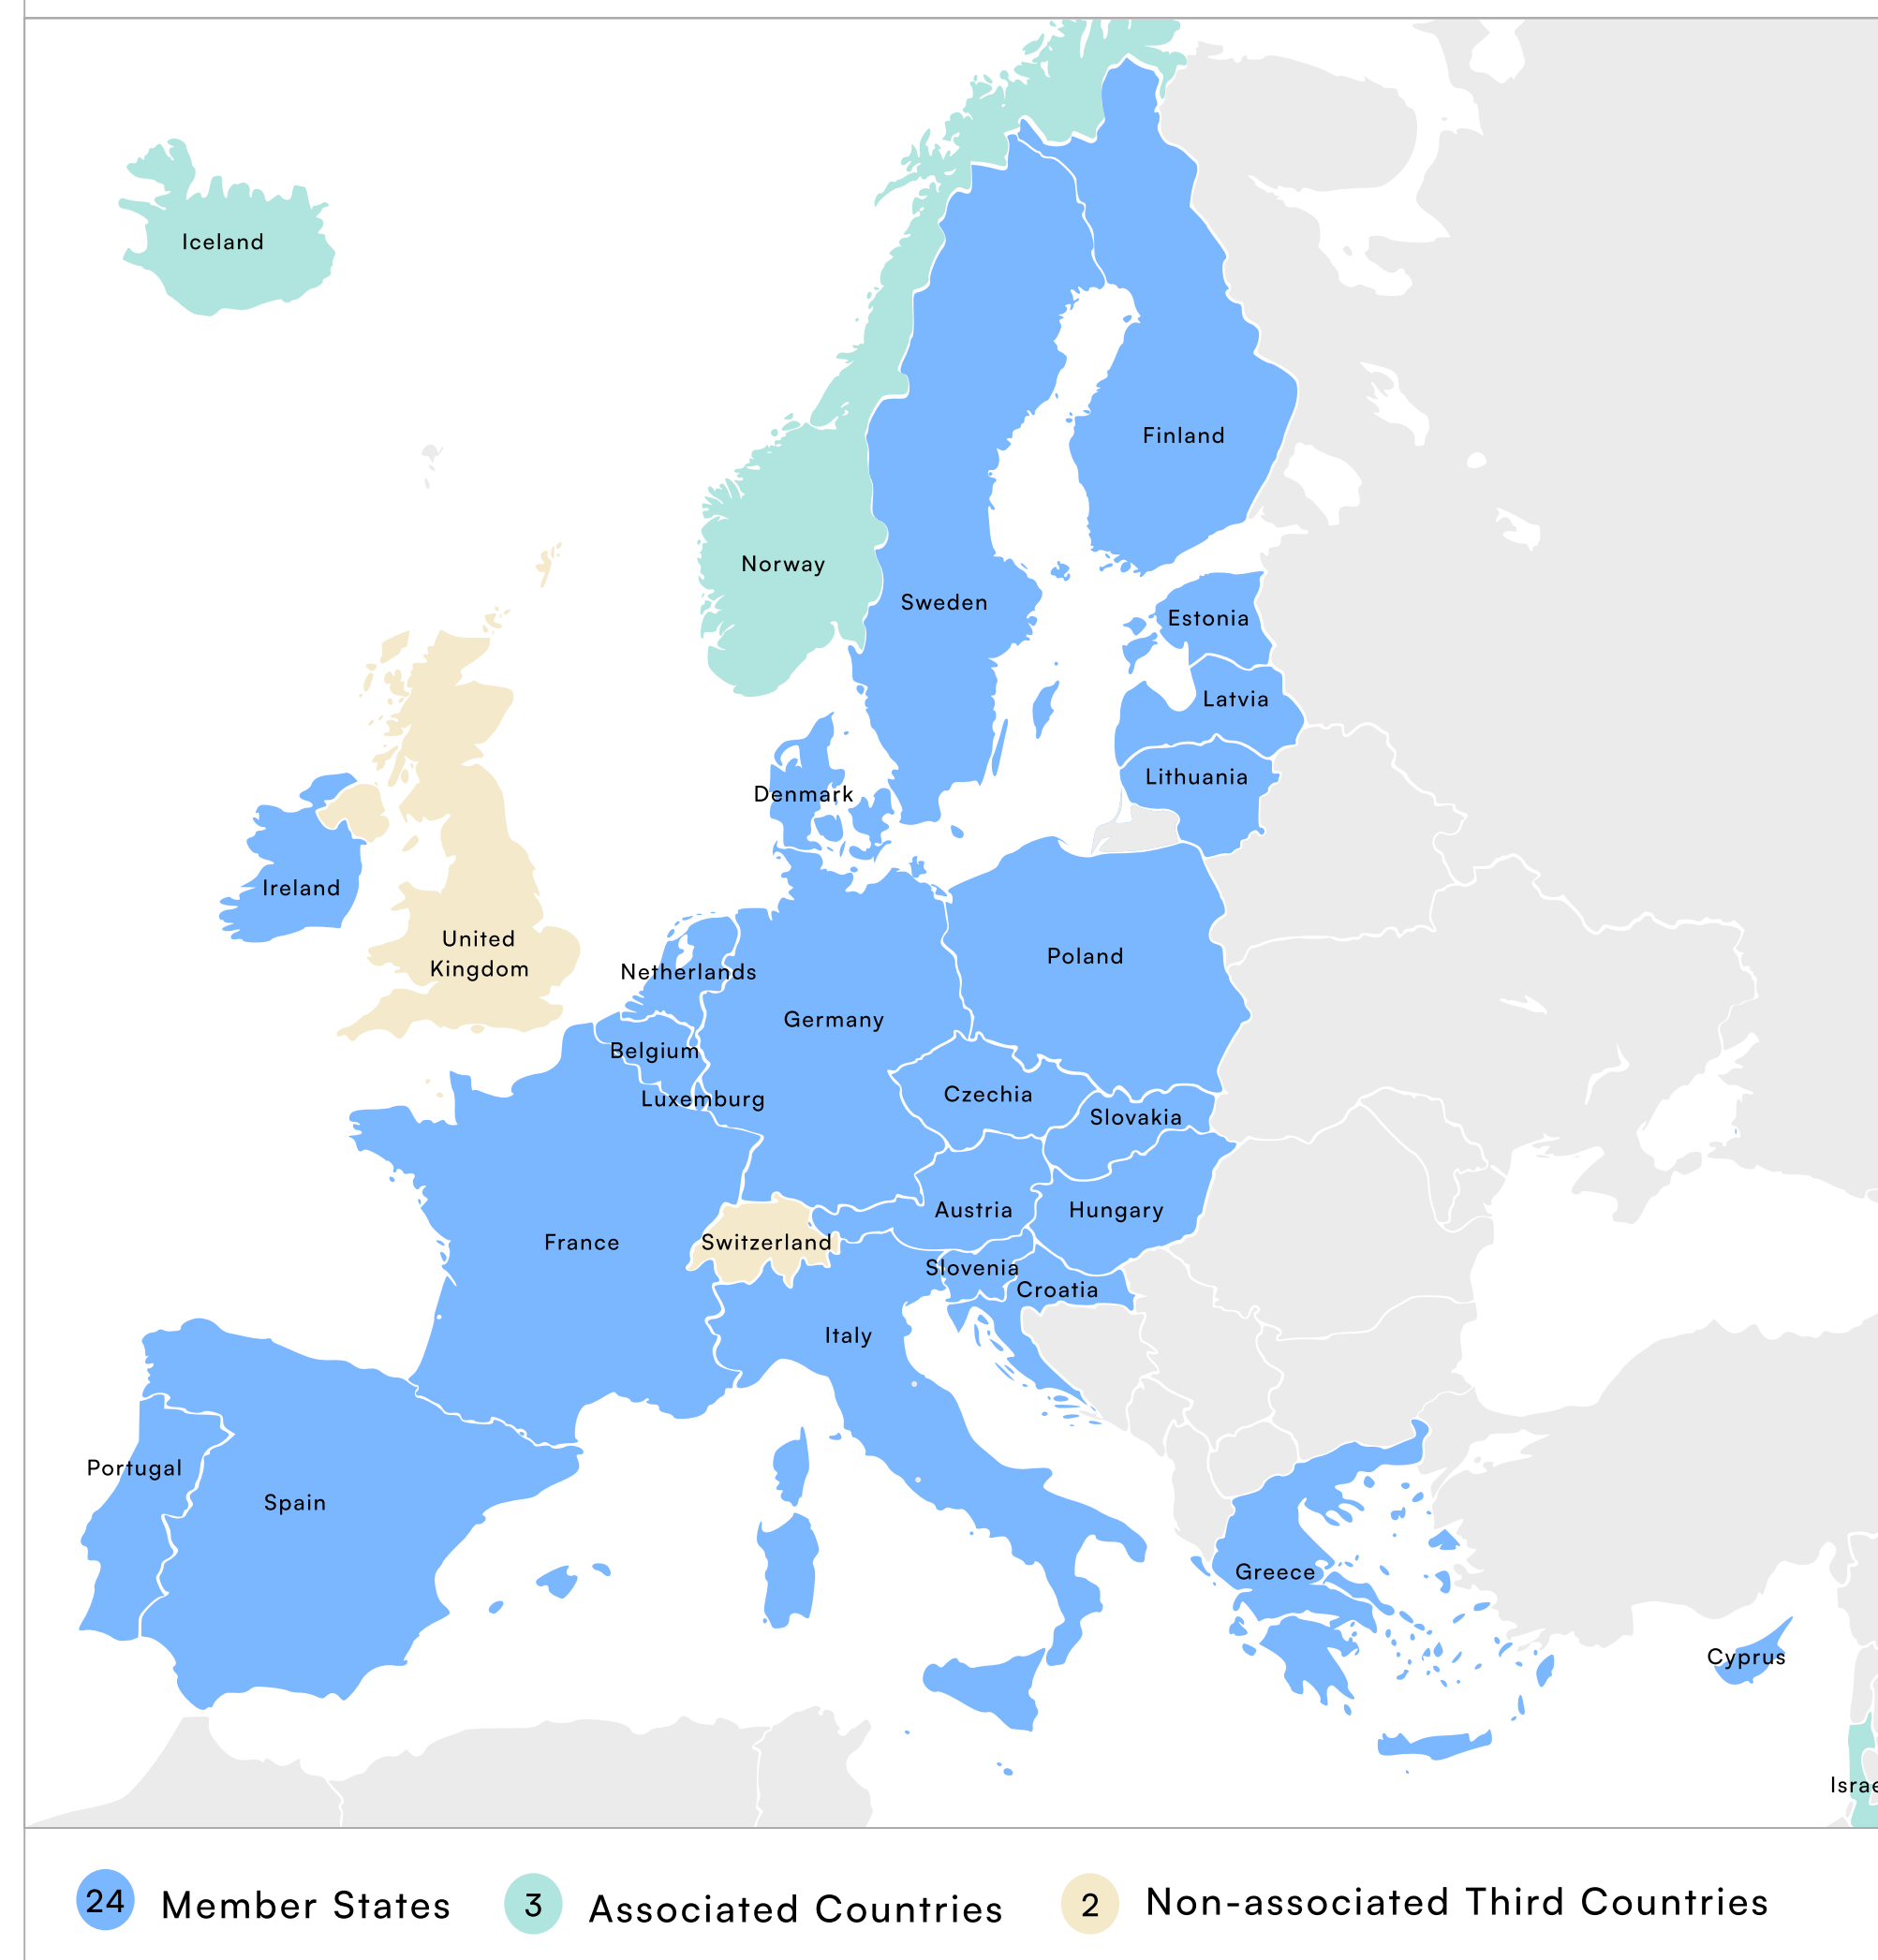 Iceland
Finland
Norway
Sweden
Estonia
Latvia
Lithuania
Denmark
Ireland
United
Kingdom
Netherlands
Poland
Germany
Belgium
Luxemburg
Czechia
Slovakia
Austria
Hungary
France
Switzerland
Slovenia
Croatia
Italy
Portugal
Spain
Greece
Cyprus
Israe
24 Member States
3 Associated Countries
2 Non-associated Third Countries